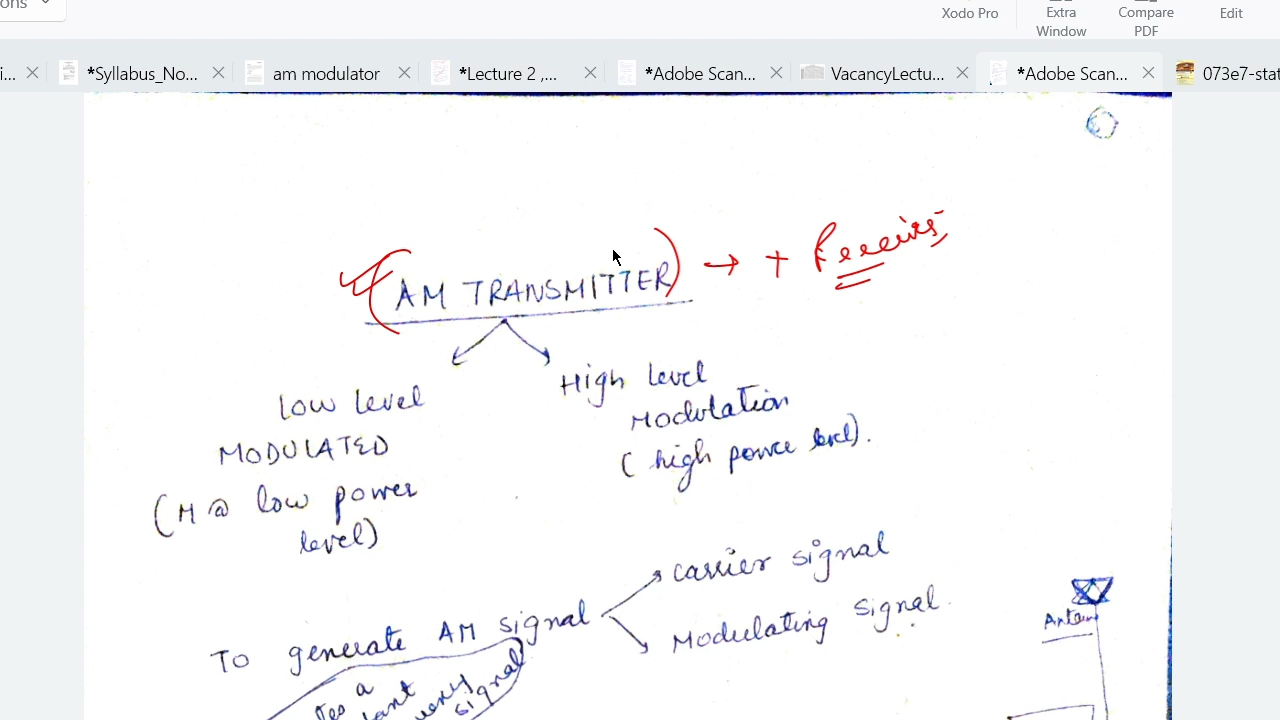 ons
Xodo Pro
Extra
Window
Compare
PDF
Edit
i...
*Syllabus_No...
am modulator
*Lecture 2 ,...
*Adobe Scan...
VacancyLectu...
*Adobe Scan...
073e7-stat
(AM TRANSMITTER) → +
Low level
MODULATED
(M @ low power
level)
High level
Modulation
(high power level).
To generate AM signal
carrier signal
Modulating signal.
a
signal